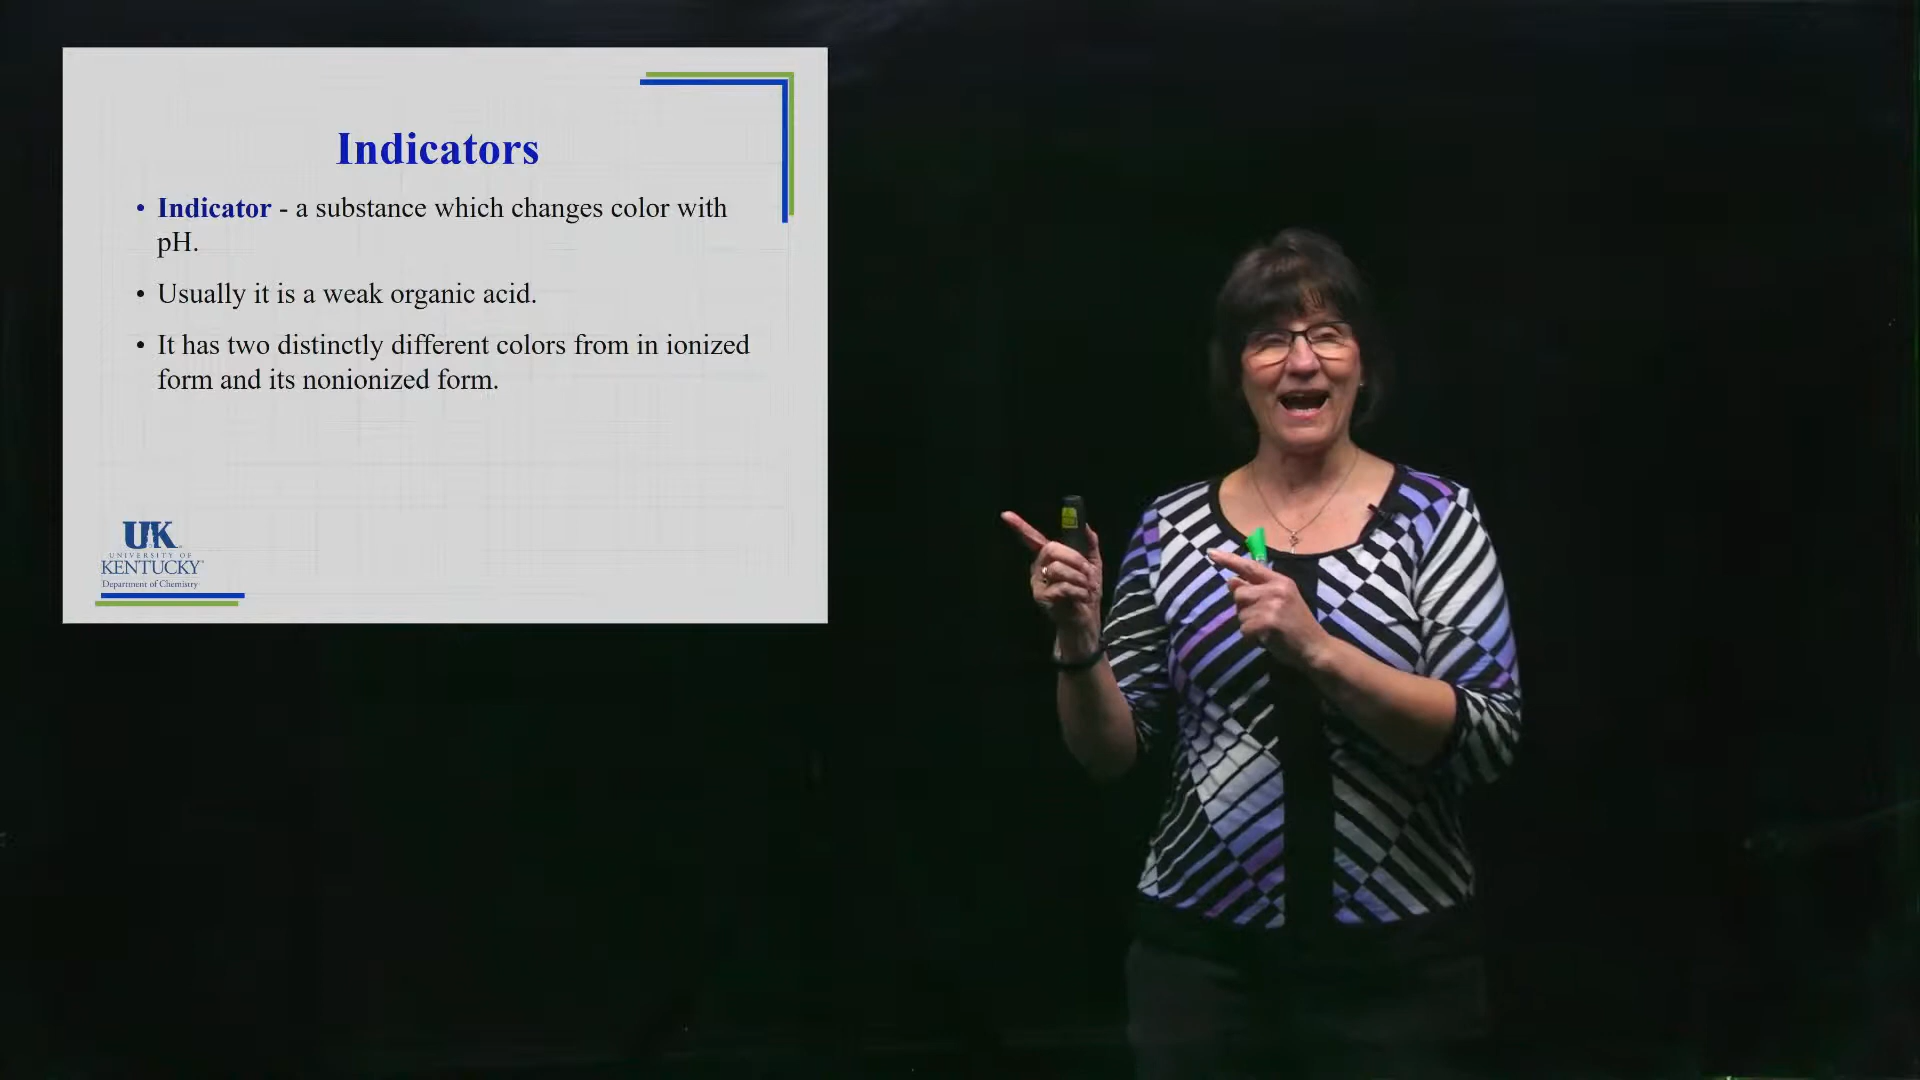 Indicators
• Indicator - a substance which changes color with
pH.
• Usually it is a weak organic acid.
• It has two distinctly different colors from in ionized
form and its nonionized form.
UK
UNIVERSITY OF
KENTUCKY
Department of Chemistry